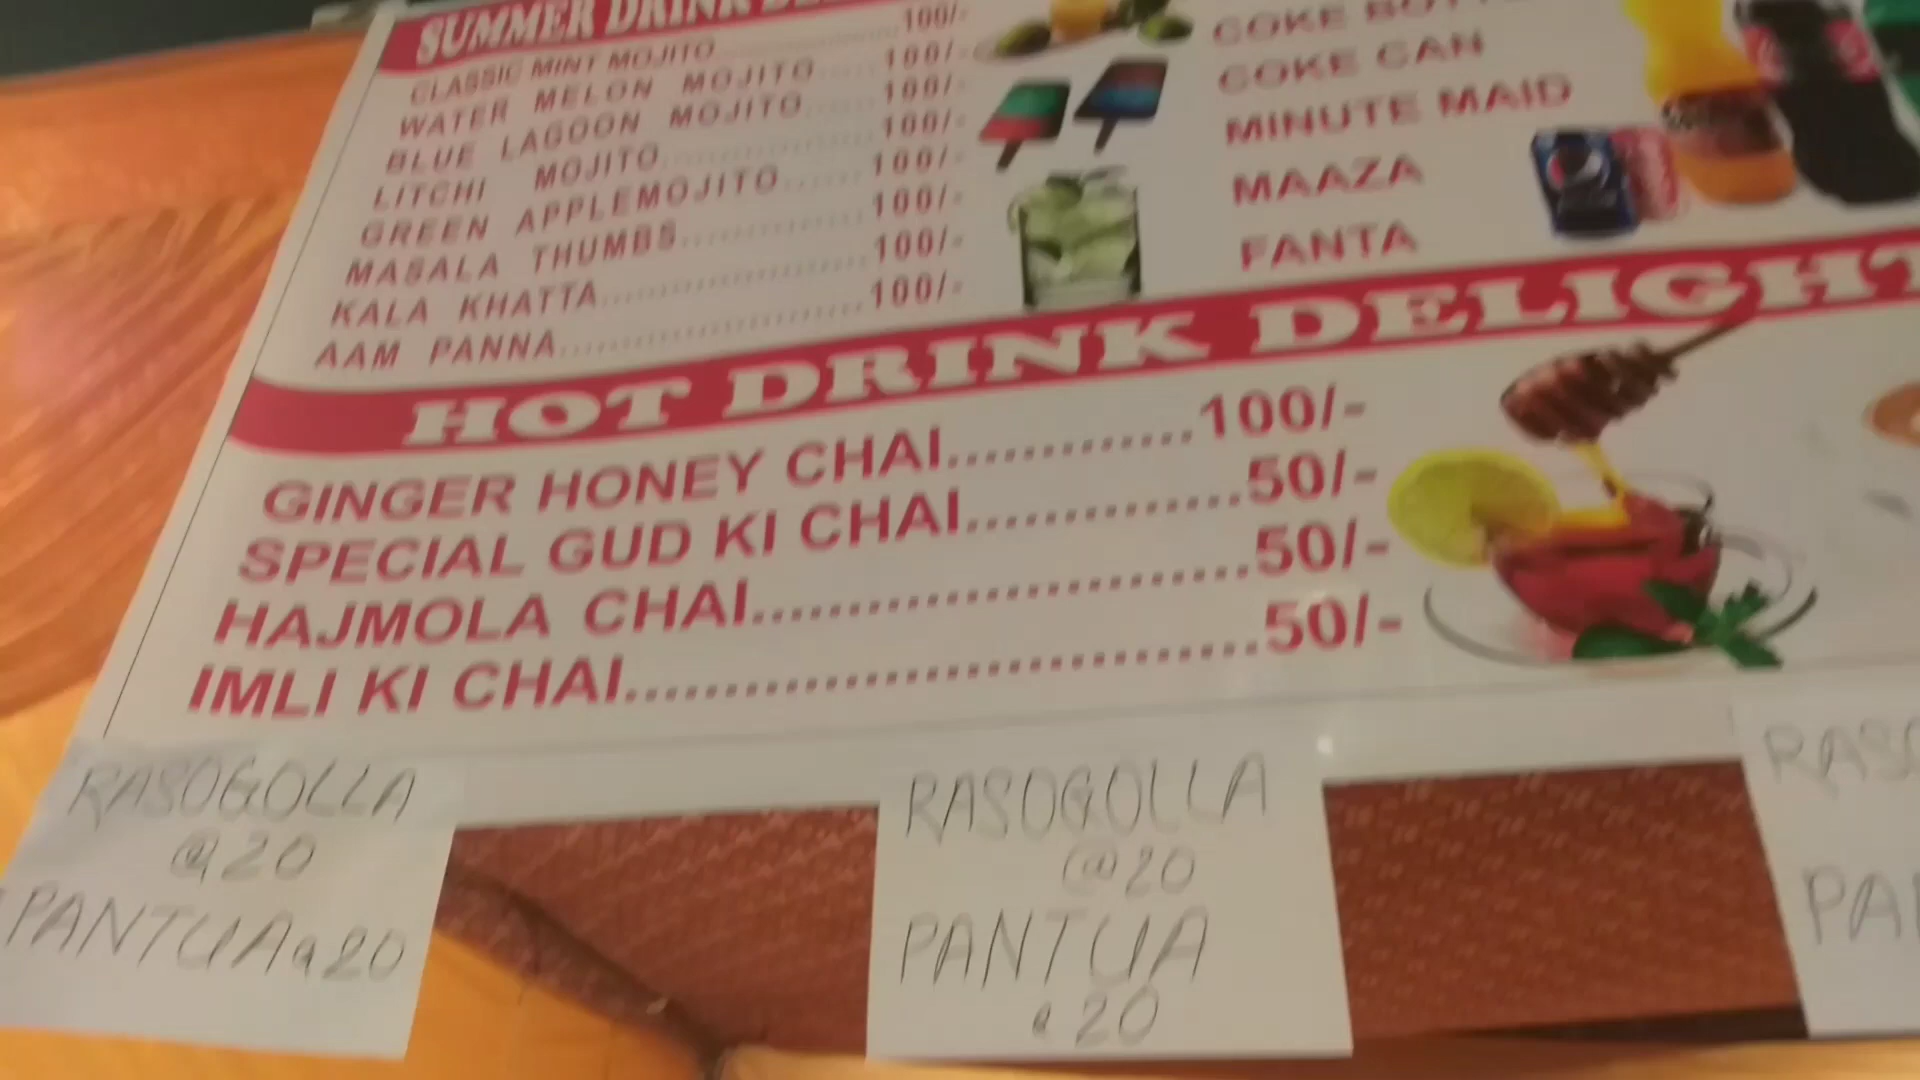 SUMMER DRINK
CLASSIC MINT MOJITO 100/-
WATER MELON MOJITO 100/-
BLUE LAGOON MOJITO 100/-
LITCHI MOJITO 100/-
GREEN APPLEMOJITO 100/-
MASALA THUMBS 100/-
KALA KHATTA 100/-
AAM PANNA 100/-
COKE
COKE CAN
MINUTE MAID
MAAZA
FANTA
HOT DRINK DELIGHT
GINGER HONEY CHAI 100/-
SPECIAL GUD KI CHAI 50/-
HAJMOLA CHAI 50/-
IMLI KI CHAI 50/-
RASOGOLLA
@20
PANTUA @20
RASOGOLLA
@20
PANTUA
@20